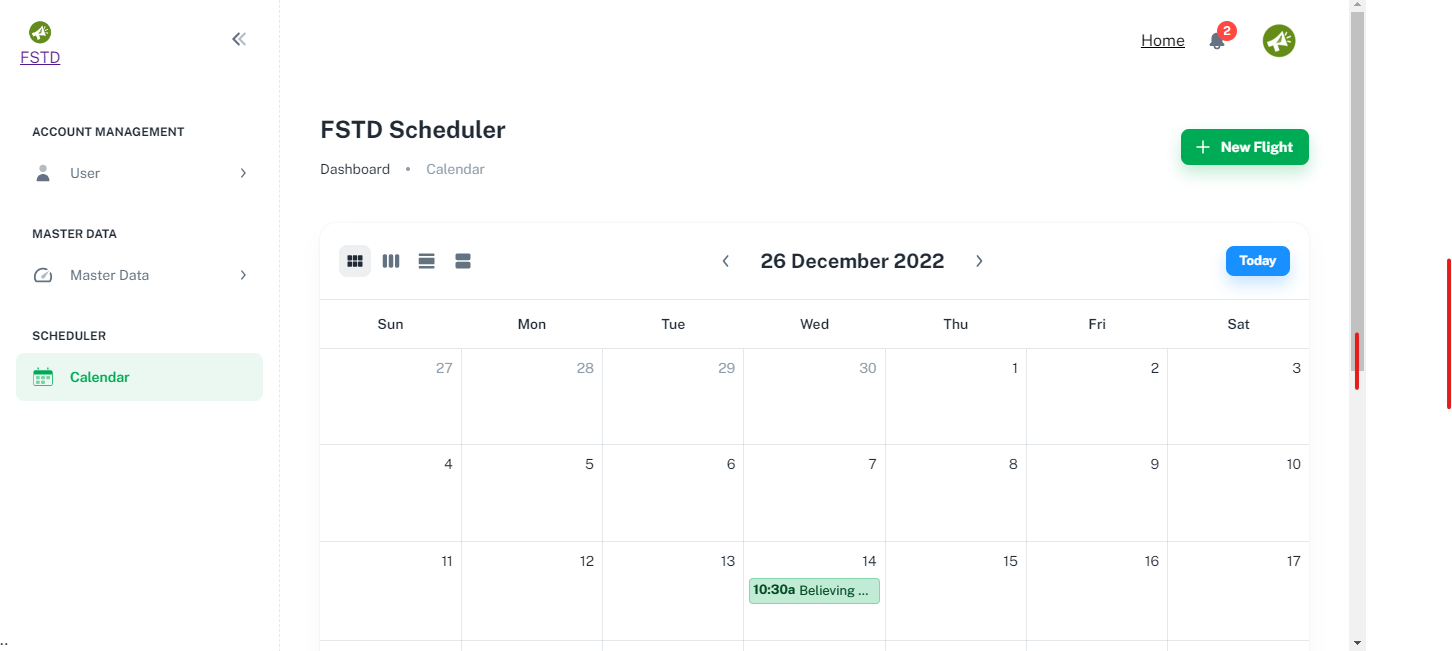 FSTD
Home
2
ACCOUNT MANAGEMENT
User
MASTER DATA
Master Data
SCHEDULER
Calendar
FSTD Scheduler
Dashboard • Calendar
+ New Flight
26 December 2022
Today
Sun Mon Tue Wed Thu Fri Sat
27 28 29 30 1 2 3
4 5 6 7 8 9 10
11 12 13 14 15 16 17
10:30a Believing ...
..